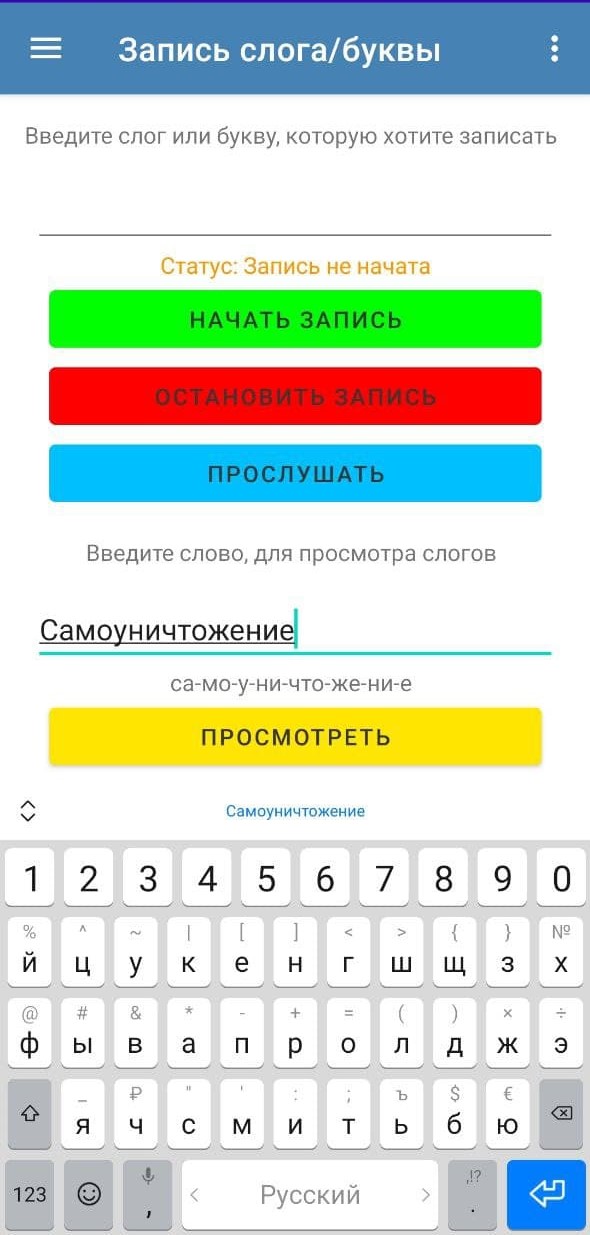 Запись слога/буквы
Введите слог или букву, которую хотите записать
Статус: Запись не начата
НАЧАТЬ ЗАПИСЬ
ОСТАНОВИТЬ ЗАПИСЬ
ПРОСЛУШАТЬ
Введите слово, для просмотра слогов
Самоуничтожение
са-мо-у-ни-что-же-ни-е
ПРОСМОТРЕТЬ
Самоуничтожение
1 2 3 4 5 6 7 8 9 0
% ^ ~ | [ ] < > { } №
й ц у к е н г ш щ з х
@ # & * - + = ( ) × ÷
ф ы в а п р о л д ж э
_ ₽ " ' : ; ъ $ €
я ч с м и т ь б ю
,!?
123 , Русский .